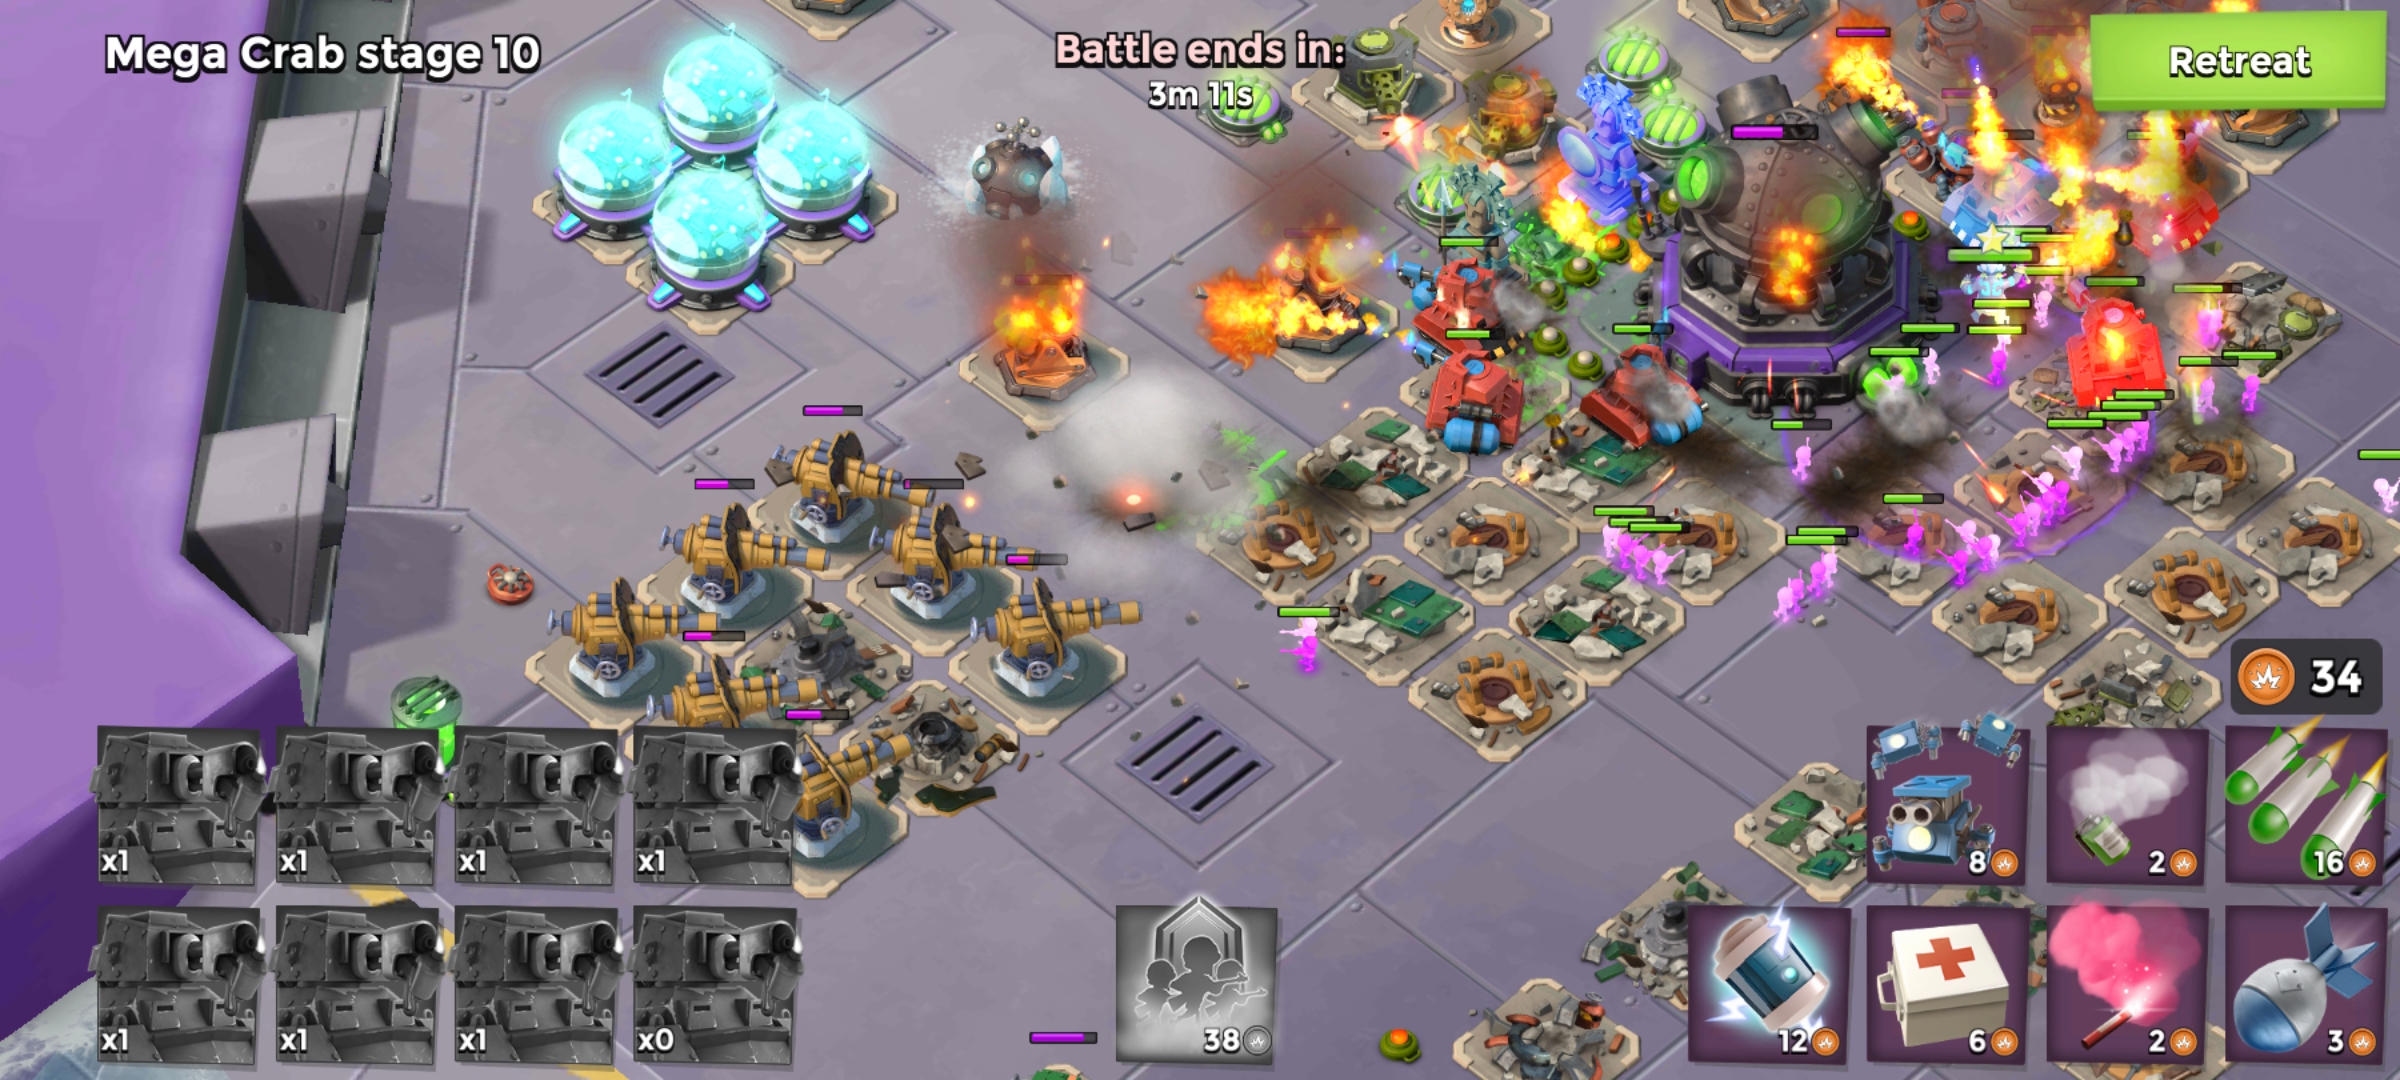 Mega Crab stage 10
Battle ends in:
3m 11s
Retreat
34
x1
x1
x1
x1
8
2
16
x1
x1
x1
x0
38
12
6
2
3